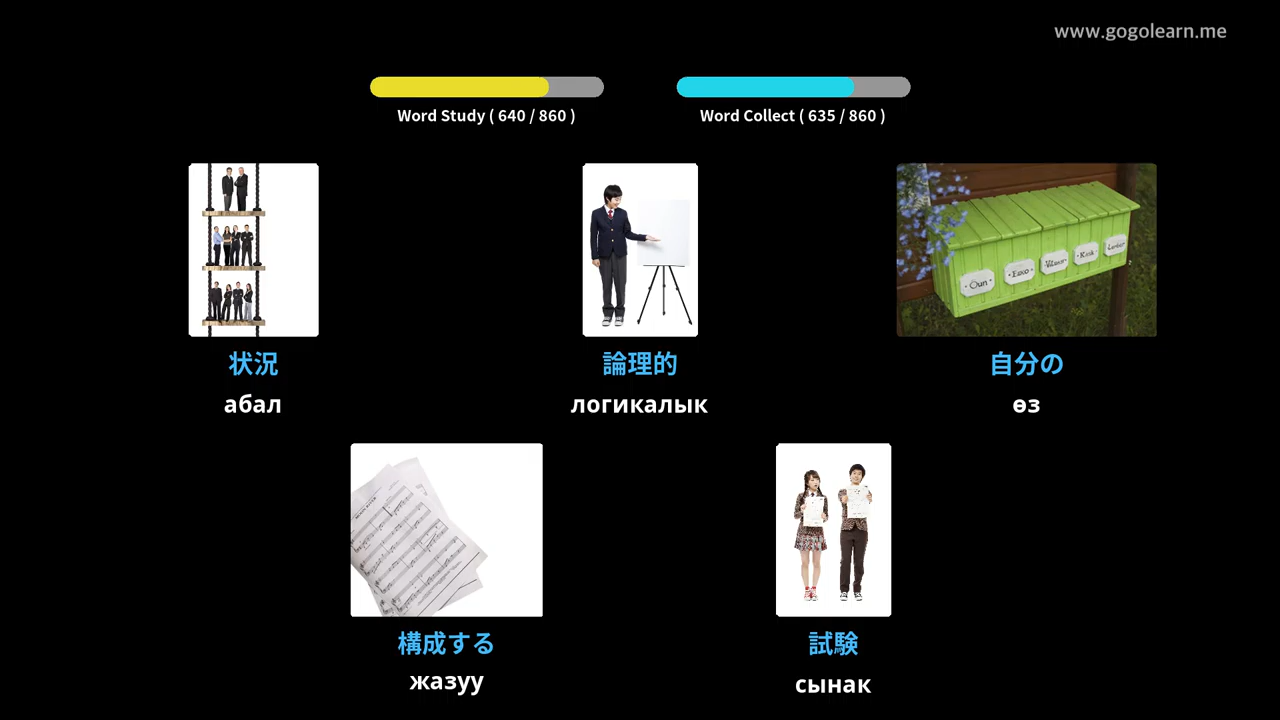 www.gogolearn.me
Word Study ( 640 / 860 )
Word Collect ( 635 / 860 )
状況
абал
論理的
логикалык
自分の
өз
構成する
жазуу
試験
сынак